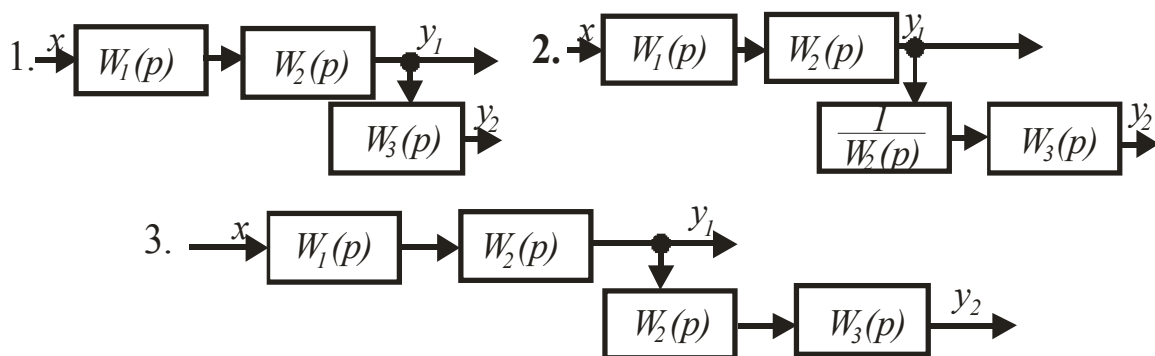 1. x W₁(p) W₂(p) y₁
W₃(p) y₂
2. x W₁(p) W₂(p) y₁
1
W₂(p) W₃(p) y₂
3. x W₁(p) W₂(p) y₁
W₂(p) W₃(p) y₂